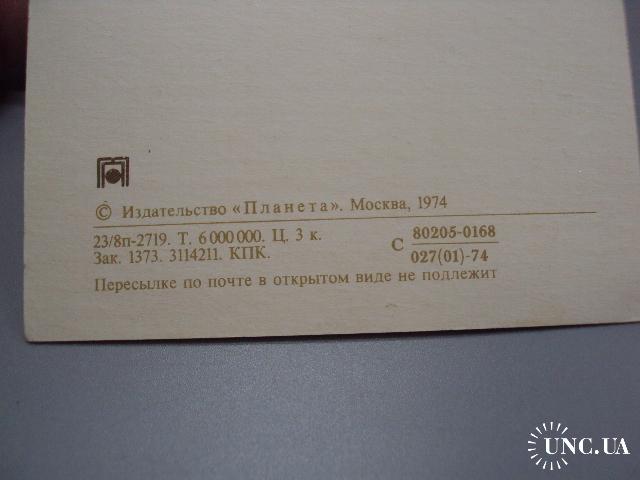 © Издательство «Планета». Москва, 1974
23/8п-2719. Т. 6 000 000. Ц. 3 к.
Зак. 1373. 3114211. КПК.
С 80205-0168
027(01)-74
Пересылке по почте в открытом виде не подлежит
UNC.UA